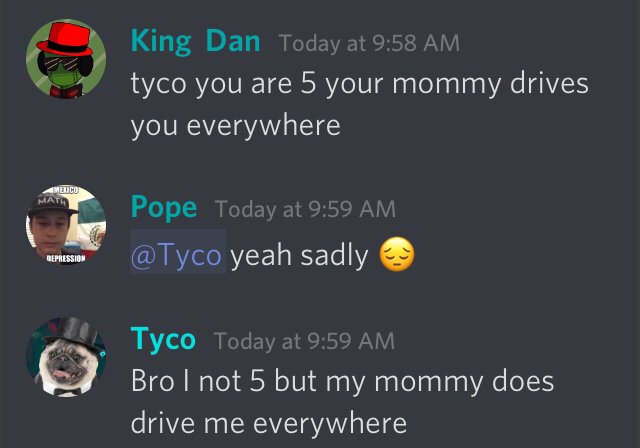 King Dan Today at 9:58 AM
tyco you are 5 your mommy drives
you everywhere
MEXICO
MATH
DEPRESSION
Pope Today at 9:59 AM
@Tyco yeah sadly 😔
Tyco Today at 9:59 AM
Bro I not 5 but my mommy does
drive me everywhere